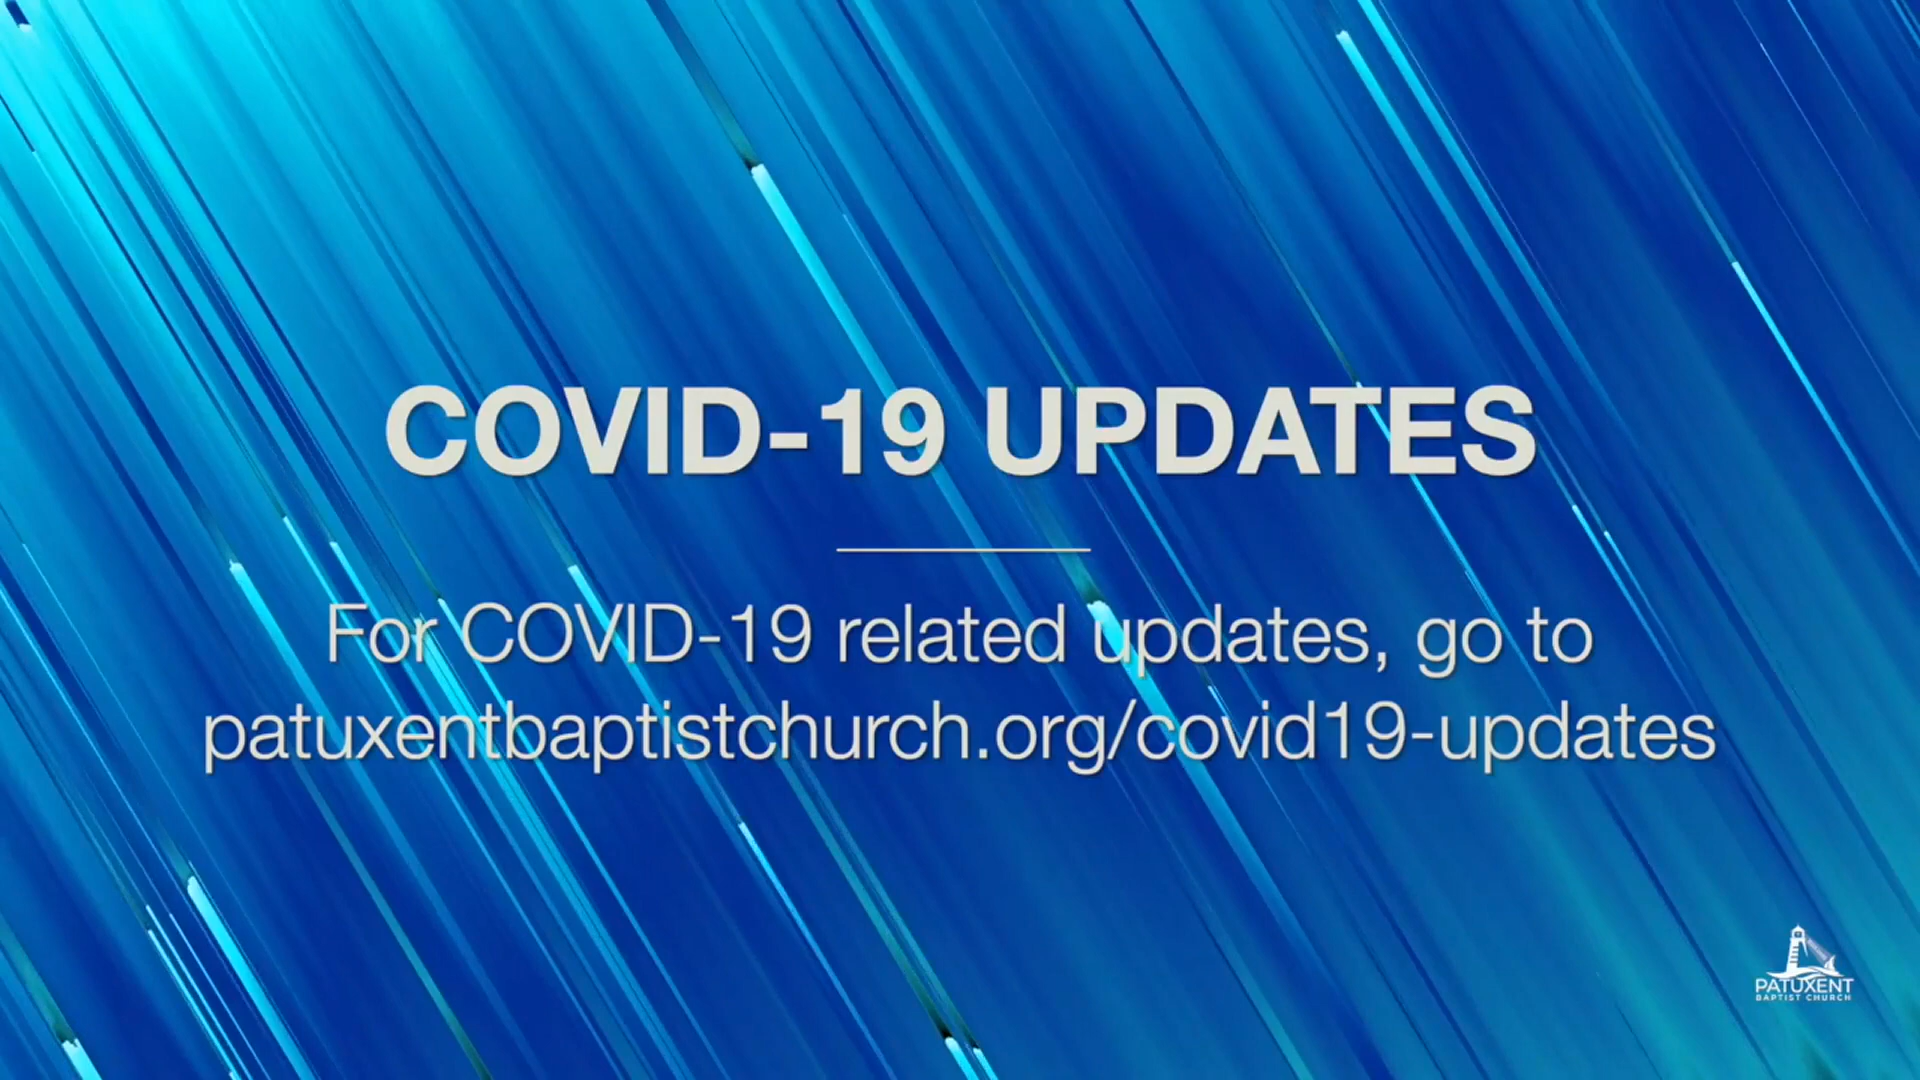 COVID-19 UPDATES
For COVID-19 related updates, go to
patuxentbaptistchurch.org/covid19-updates
PATUXENT
BAPTIST CHURCH